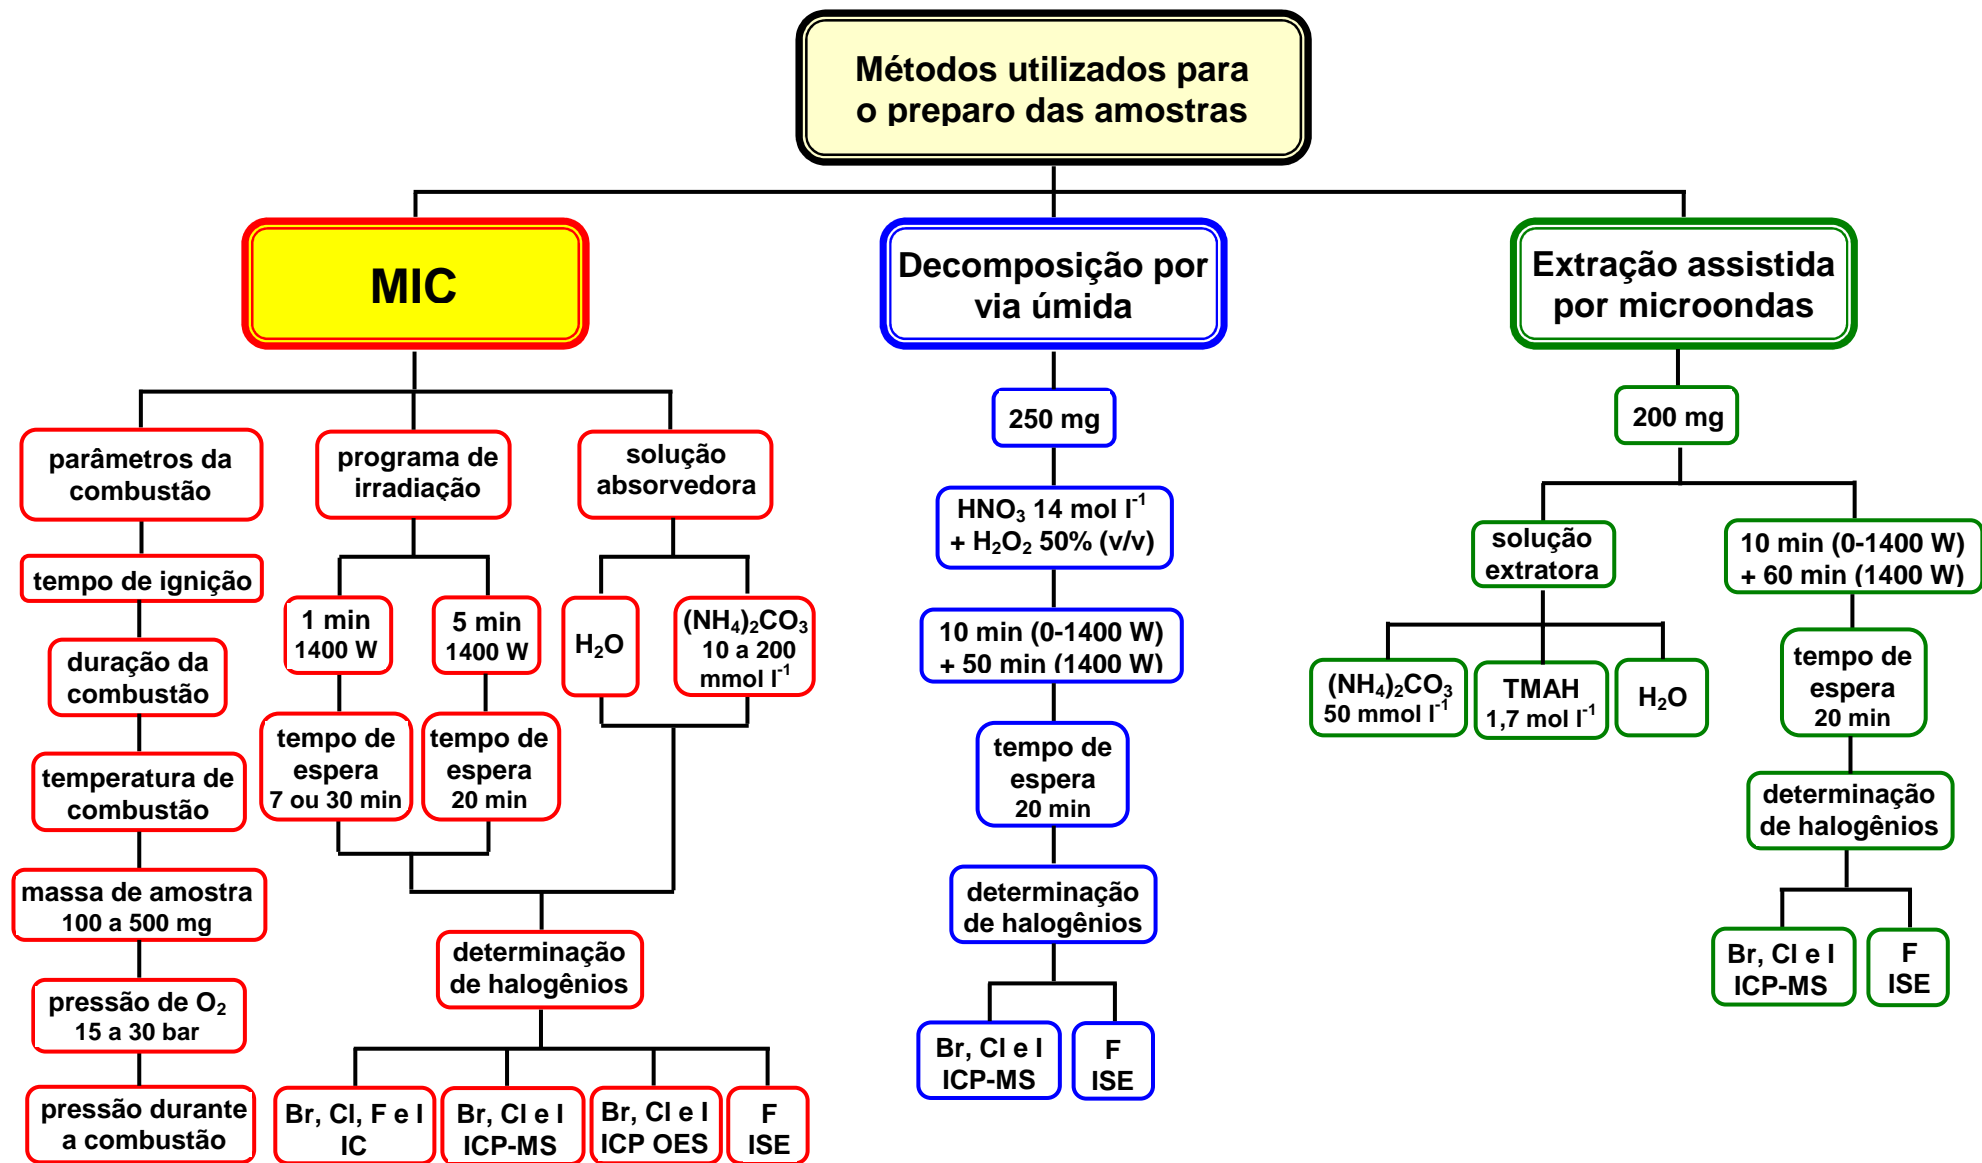 Métodos utilizados para
o preparo das amostras
MIC
parâmetros da
combustão
tempo de ignição
duração da
combustão
temperatura de
combustão
massa de amostra
100 a 500 mg
pressão de O₂
15 a 30 bar
pressão durante
a combustão
programa de
irradiação
1 min
1400 W
tempo de
espera
7 ou 30 min
5 min
1400 W
tempo de
espera
20 min
solução
absorvedora
H₂O
(NH₄)₂CO₃
10 a 200
mmol l⁻¹
determinação
de halogênios
Br, Cl, F e I
IC
Br, Cl e I
ICP-MS
Br, Cl e I
ICP OES
F
ISE
Decomposição por
via úmida
250 mg
HNO₃ 14 mol l⁻¹
+ H₂O₂ 50% (v/v)
10 min (0-1400 W)
+ 50 min (1400 W)
tempo de
espera
20 min
determinação
de halogênios
Br, Cl e I
ICP-MS
F
ISE
Extração assistida
por microondas
200 mg
solução
extratora
(NH₄)₂CO₃
50 mmol l⁻¹
TMAH
1,7 mol l⁻¹
H₂O
10 min (0-1400 W)
+ 60 min (1400 W)
tempo de
espera
20 min
determinação
de halogênios
Br, Cl e I
ICP-MS
F
ISE